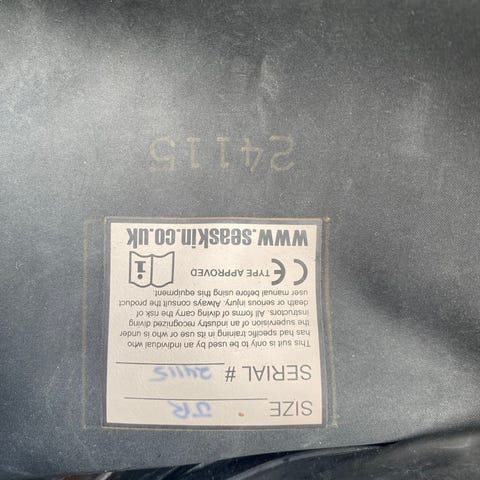 SIZE JR
SERIAL # 24115
This suit is only to be used by an individual who
has had specific training in its use or who is under
the supervision of an industry recognized diving
instructors. All forms of diving carry the risk of
death or serious injury. Always consult the product
user manual before using this equipment.
CE TYPE APPROVED i
www.seaskin.co.uk
24115